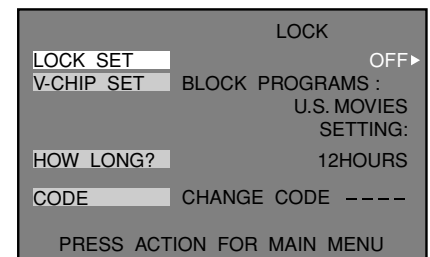 LOCK
LOCK SET OFF▶
V-CHIP SET BLOCK PROGRAMS :
U.S. MOVIES
SETTING:
HOW LONG? 12HOURS
CODE CHANGE CODE – – – –
PRESS ACTION FOR MAIN MENU